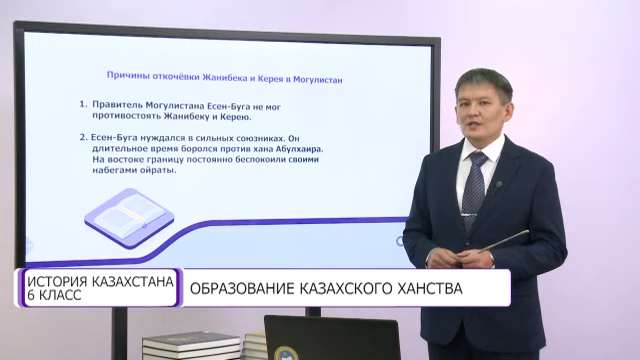 Причины откочёвки Жанибека и Керея в Могулистан
1. Правитель Могулистана Есен-Буга не мог
противостоять Жанибеку и Керею.
2. Есен-Буга нуждался в сильных союзниках. Он
длительное время боролся против хана Абулхаира.
На востоке границу постоянно беспокоили своими
набегами ойраты.
ИСТОРИЯ КАЗАХСТАНА
6 КЛАСС
ОБРАЗОВАНИЕ КАЗАХСКОГО ХАНСТВА